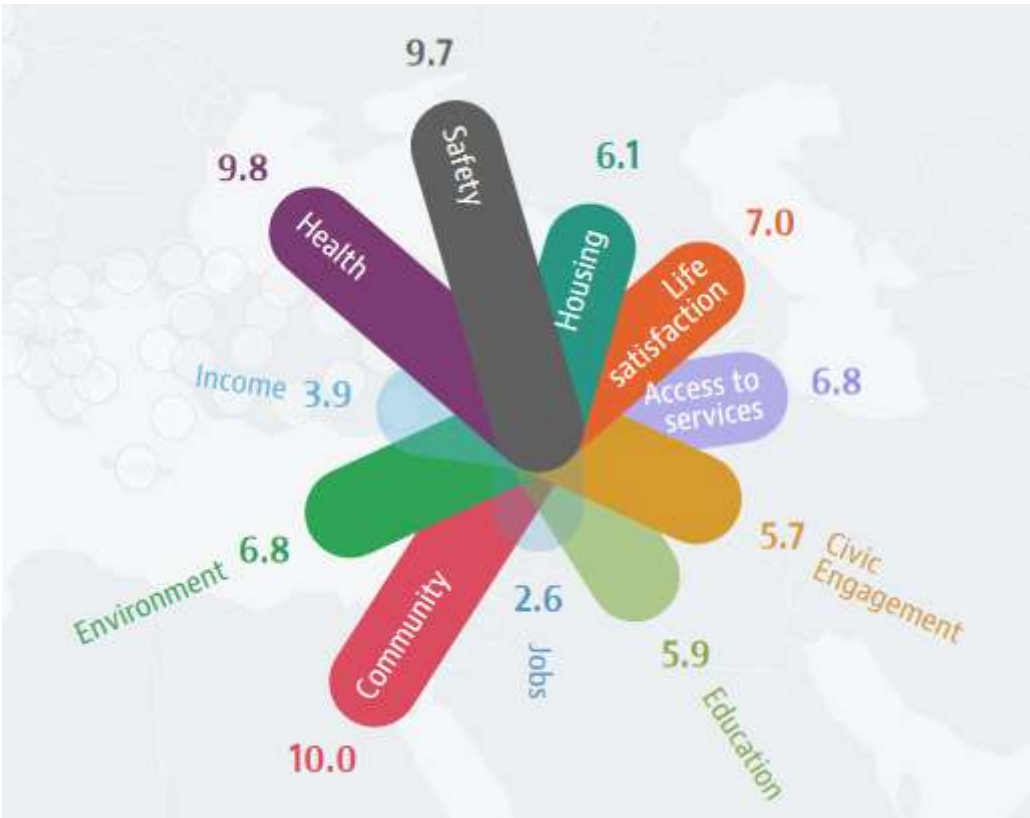 9.7
Safety
6.1
Housing
7.0
Life
satisfaction
6.8
Access to
services
5.7
Civic
Engagement
5.9
Education
2.6
Jobs
10.0
Community
6.8
Environment
Income 3.9
9.8
Health